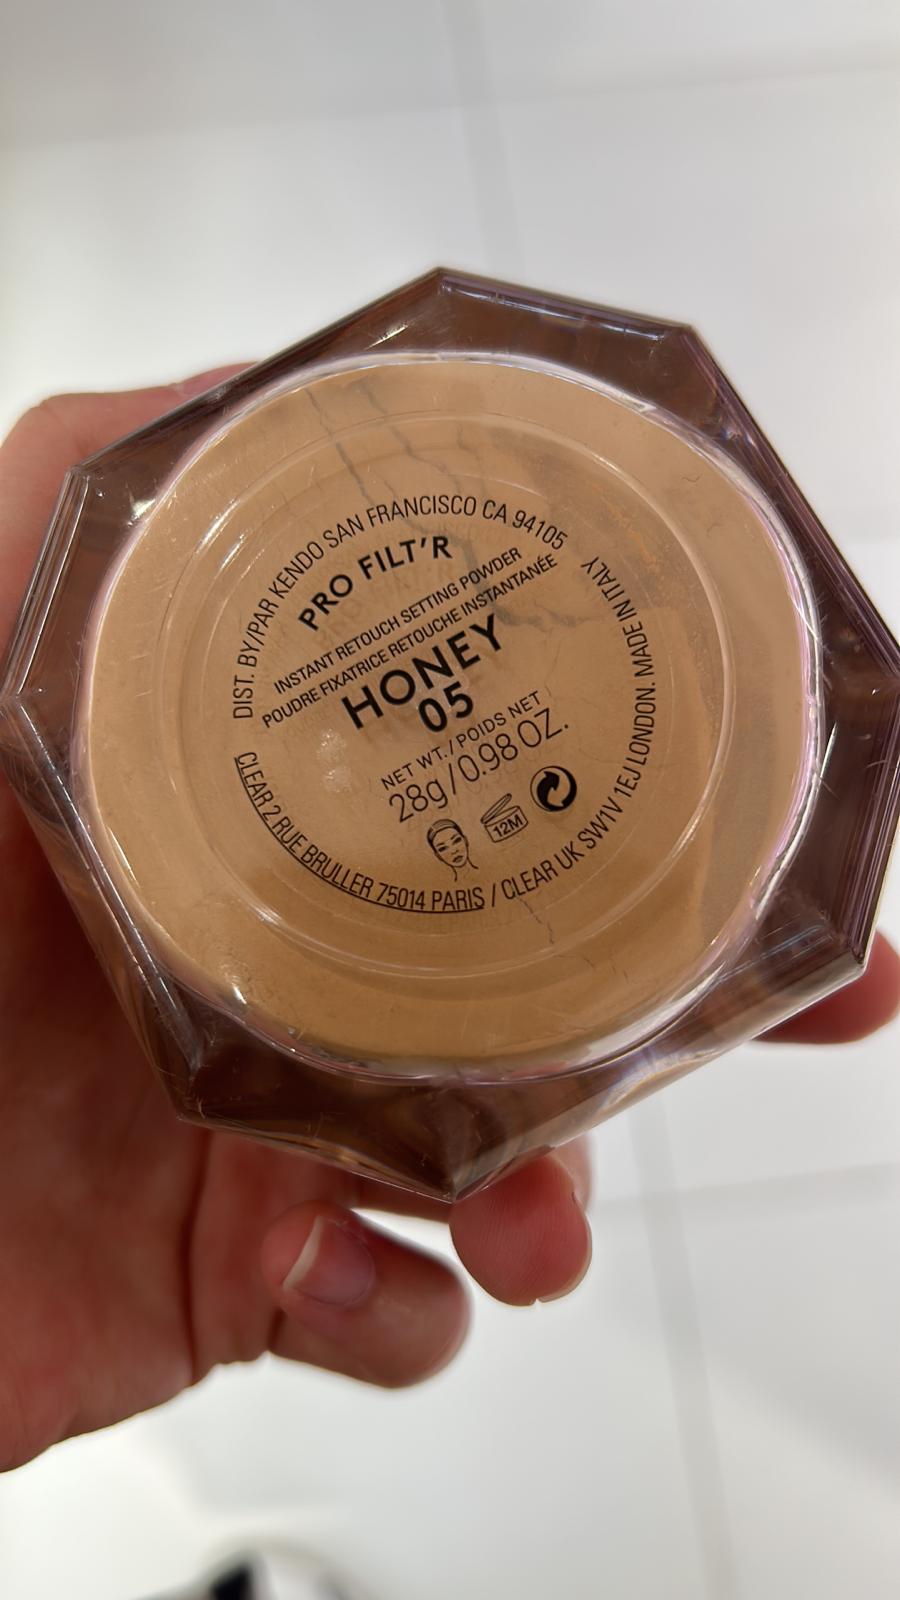 DIST. BY/PAR KENDO SAN FRANCISCO CA 94105
PRO FILT'R
INSTANT RETOUCH SETTING POWDER
POUDRE FIXATRICE RETOUCHE INSTANTANÉE
HONEY
05
NET WT./POIDS NET
28g/0.98 OZ.
12M
CLEAR 2 RUE BRULLER 75014 PARIS / CLEAR UK SW1V 1EJ LONDON. MADE IN ITALY